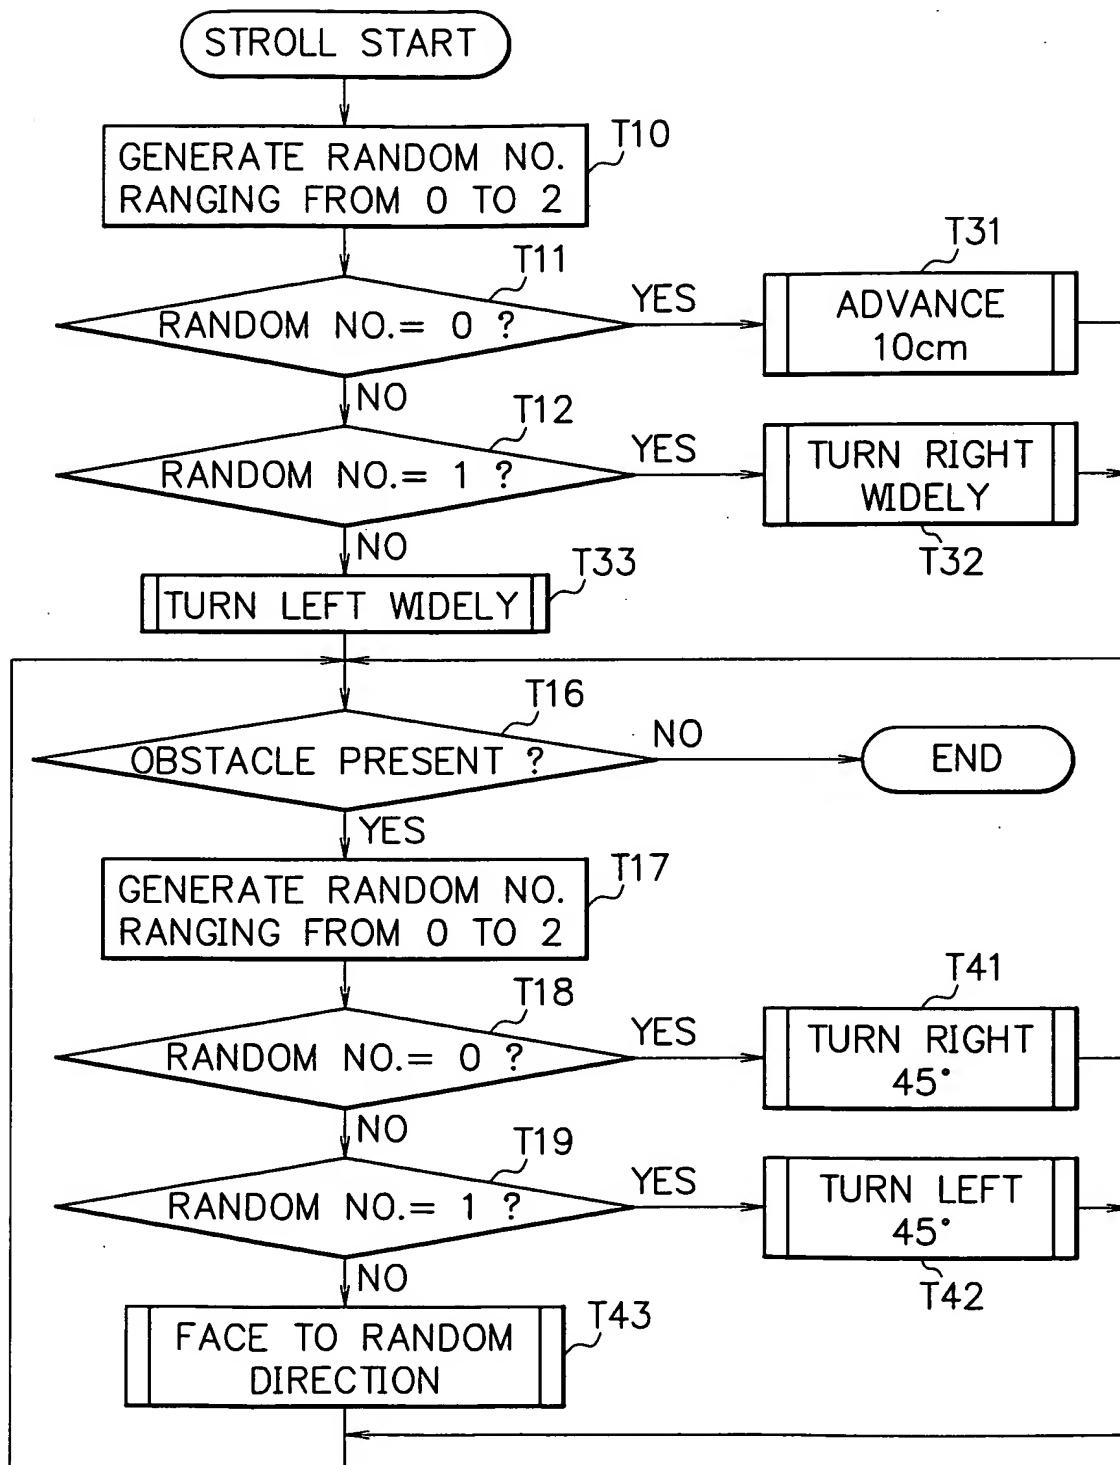 STROLL START
T10
GENERATE RANDOM NO.
RANGING FROM 0 TO 2
T11
RANDOM NO.= 0 ?
YES
T31
ADVANCE
10cm
NO
T12
RANDOM NO.= 1 ?
YES
TURN RIGHT
WIDELY
T32
NO
T33
TURN LEFT WIDELY
T16
OBSTACLE PRESENT ?
NO
END
YES
T17
GENERATE RANDOM NO.
RANGING FROM 0 TO 2
T18
RANDOM NO.= 0 ?
YES
T41
TURN RIGHT
45°
NO
T19
RANDOM NO.= 1 ?
YES
TURN LEFT
45°
T42
NO
T43
FACE TO RANDOM
DIRECTION